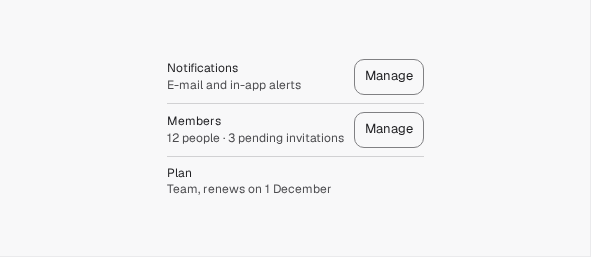 Notifications
E-mail and in-app alerts
Manage
Members
12 people · 3 pending invitations
Manage
Plan
Team, renews on 1 December